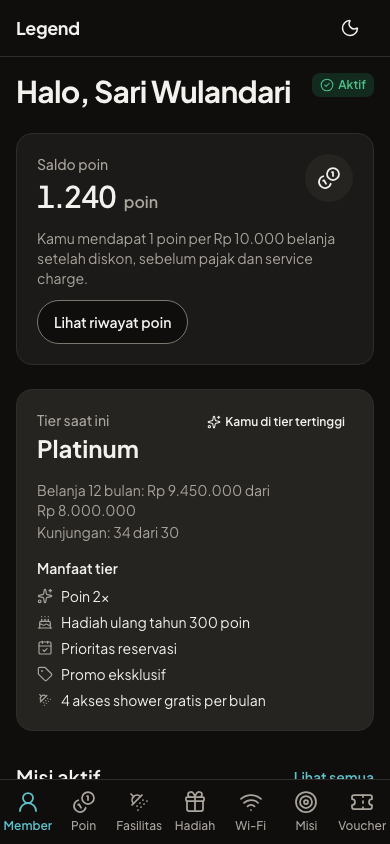 Legend
Halo, Sari Wulandari
Aktif
Saldo poin
1.240 poin
Kamu mendapat 1 poin per Rp 10.000 belanja
setelah diskon, sebelum pajak dan service
charge.
Lihat riwayat poin
Tier saat ini
Kamu di tier tertinggi
Platinum
Belanja 12 bulan: Rp 9.450.000 dari
Rp 8.000.000
Kunjungan: 34 dari 30
Manfaat tier
Poin 2×
Hadiah ulang tahun 300 poin
Prioritas reservasi
Promo eksklusif
4 akses shower gratis per bulan
Misi aktif
Lihat semua
Member
Poin
Fasilitas
Hadiah
Wi-Fi
Misi
Voucher